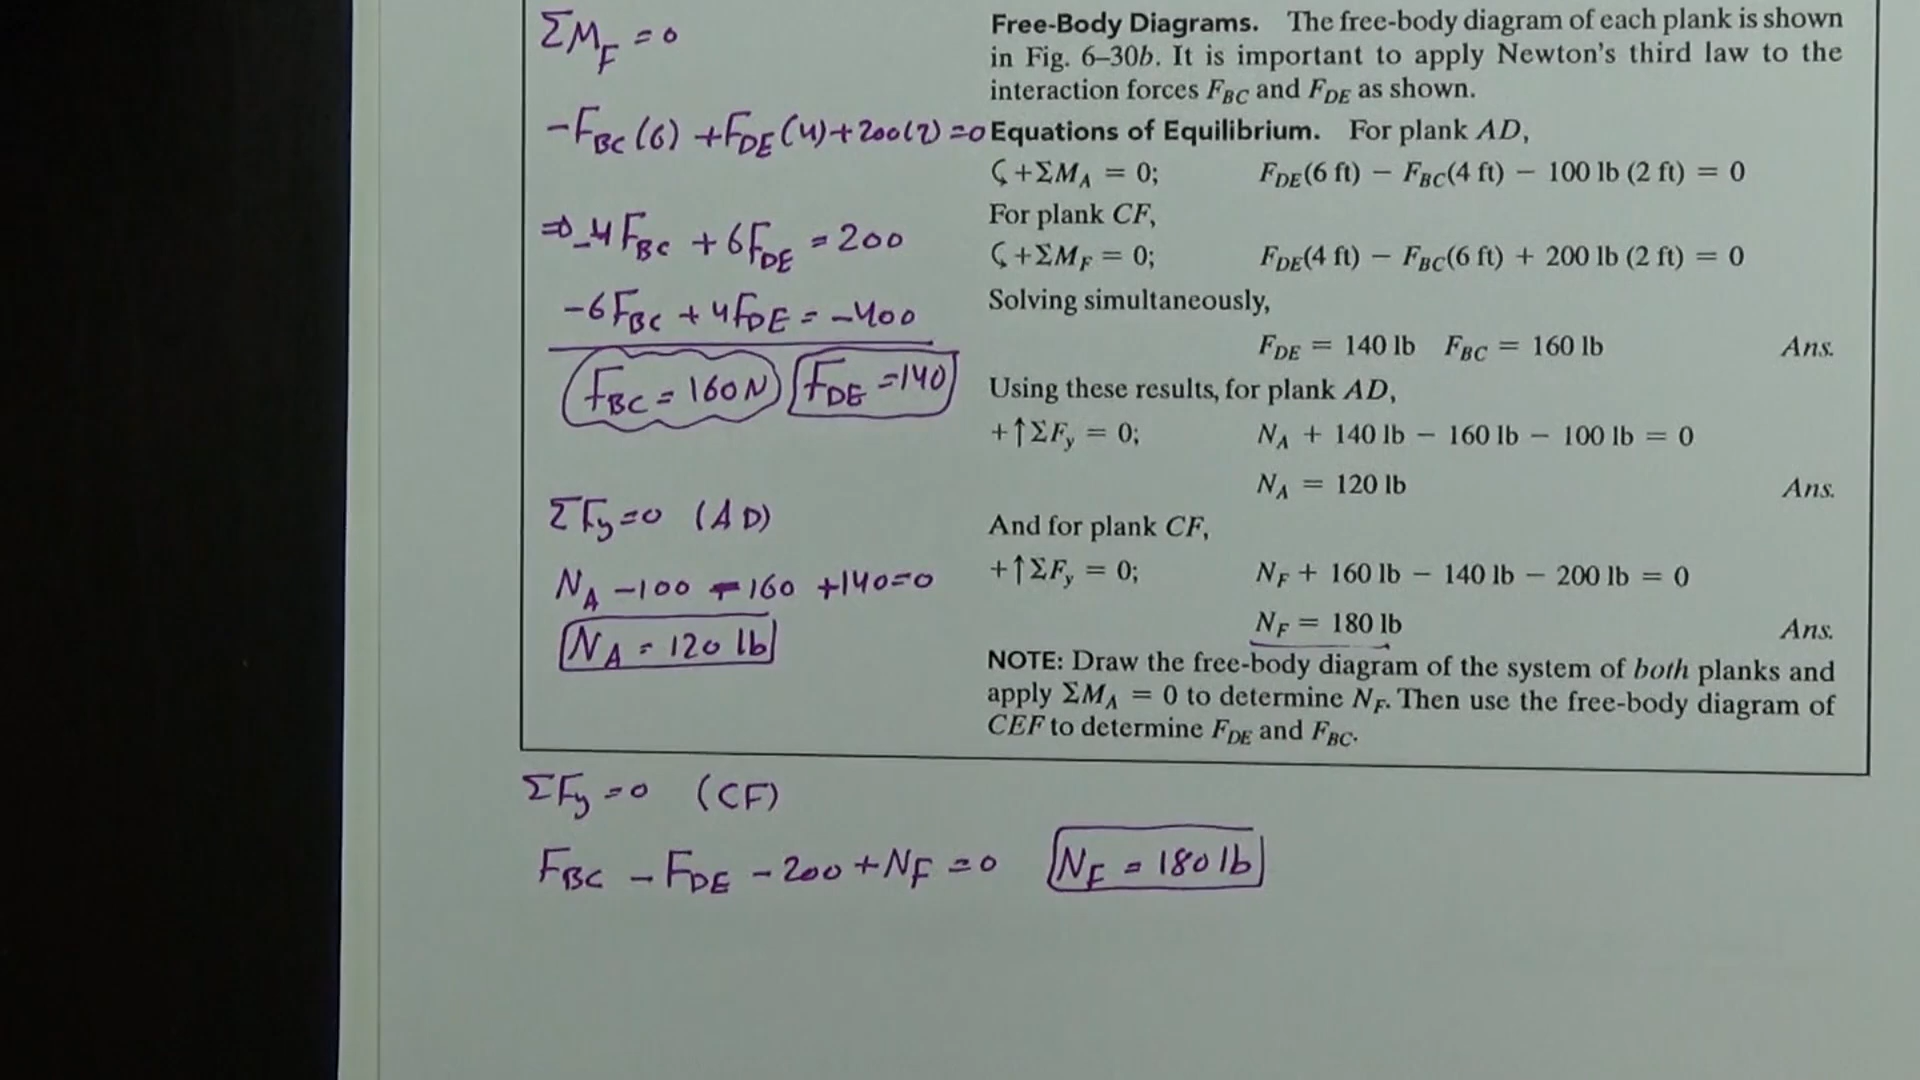 ΣM_F = 0
-F_BC(6) + F_DE(4) + 200(2) = 0
⇒ -4F_BC + 6F_DE = 200
-6F_BC + 4F_DE = -400
F_BC = 160N F_DE = 140
ΣFy = 0 (AD)
N_A - 100 - 160 + 140 = 0
N_A = 120 lb
Free-Body Diagrams. The free-body diagram of each plank is shown
in Fig. 6–30b. It is important to apply Newton's third law to the
interaction forces F_BC and F_DE as shown.
Equations of Equilibrium. For plank AD,
↺+ΣM_A = 0; F_DE(6 ft) − F_BC(4 ft) − 100 lb (2 ft) = 0
For plank CF,
↺+ΣM_F = 0; F_DE(4 ft) − F_BC(6 ft) + 200 lb (2 ft) = 0
Solving simultaneously,
F_DE = 140 lb F_BC = 160 lb Ans.
Using these results, for plank AD,
+↑ΣF_y = 0; N_A + 140 lb − 160 lb − 100 lb = 0
N_A = 120 lb Ans.
And for plank CF,
+↑ΣF_y = 0; N_F + 160 lb − 140 lb − 200 lb = 0
N_F = 180 lb Ans.
NOTE: Draw the free-body diagram of the system of both planks and
apply ΣM_A = 0 to determine N_F. Then use the free-body diagram of
CEF to determine F_DE and F_BC.
ΣFy = 0 (CF)
F_BC - F_DE - 200 + N_F = 0 N_F = 180 lb